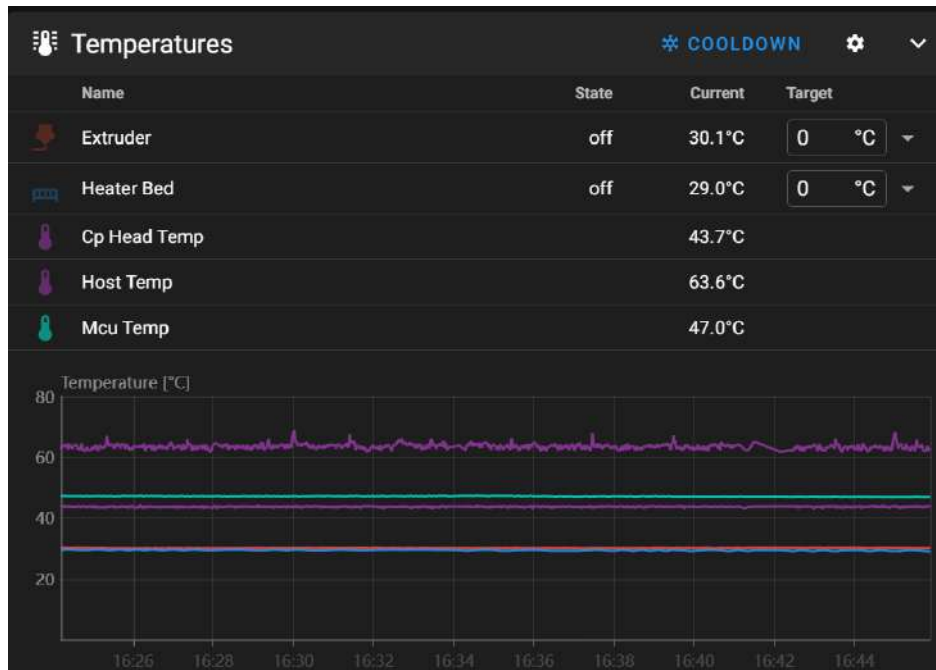 Temperatures COOLDOWN
Name State Current Target
Extruder off 30.1°C 0 °C
Heater Bed off 29.0°C 0 °C
Cp Head Temp 43.7°C
Host Temp 63.6°C
Mcu Temp 47.0°C
Temperature [°C]
80
60
40
20
16:26 16:28 16:30 16:32 16:34 16:36 16:38 16:40 16:42 16:44